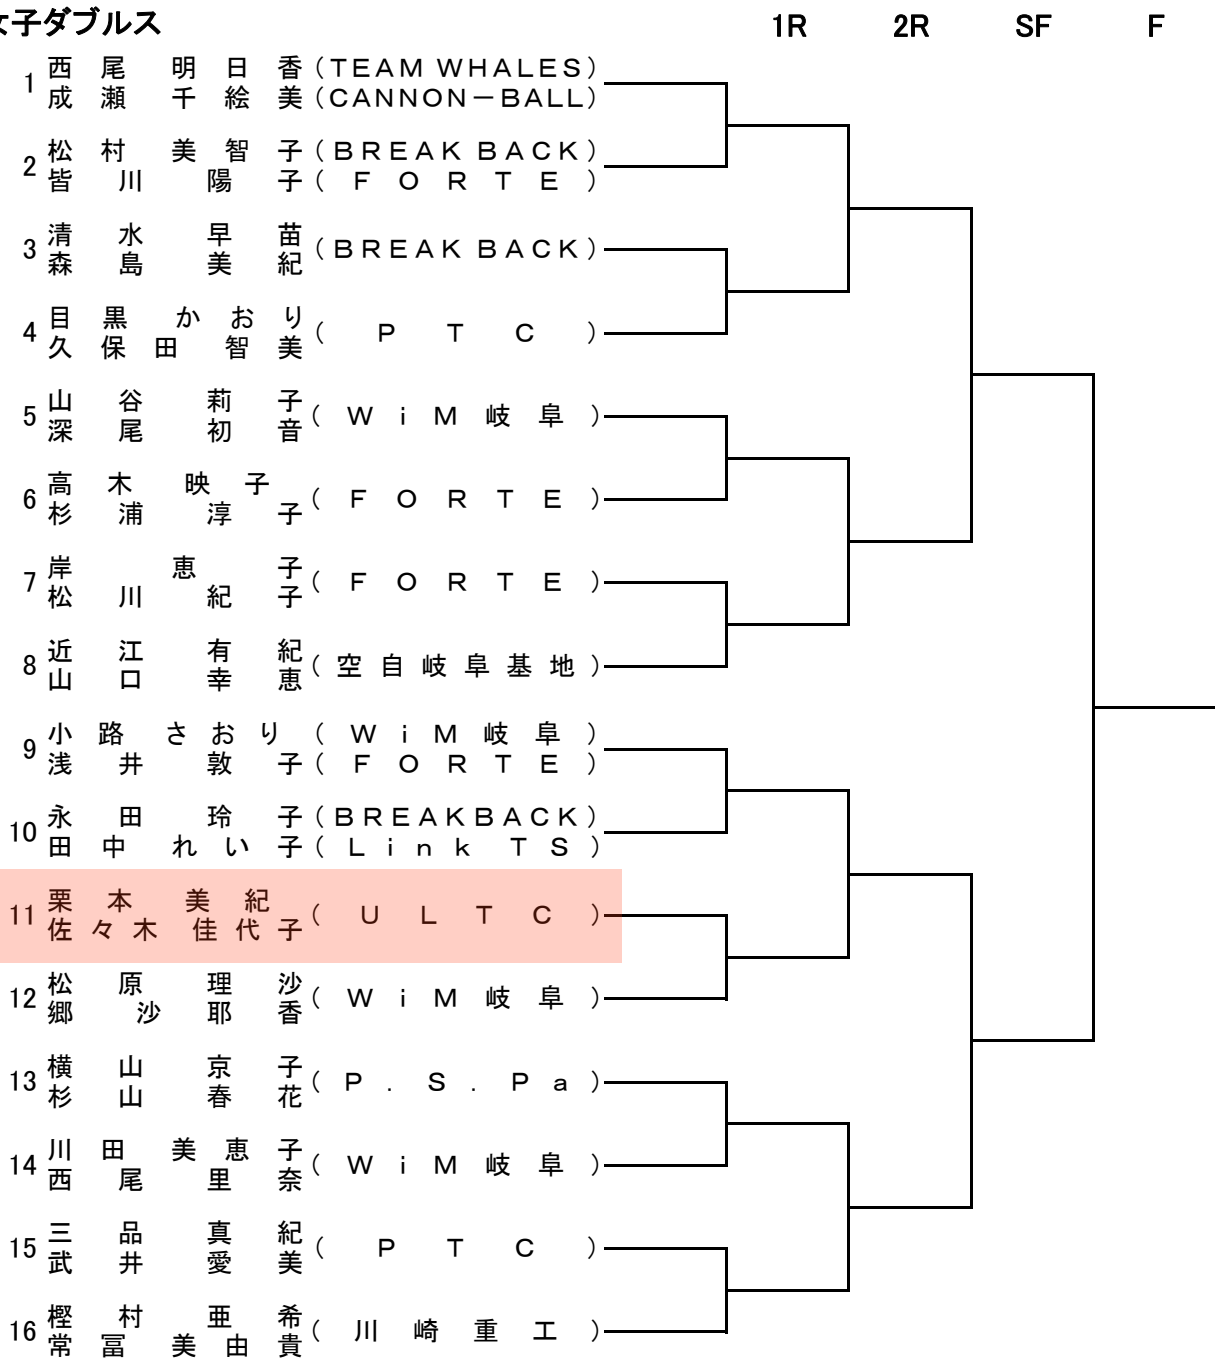 女子ダブルス 1R 2R SF F
1 西尾 明日香 (TEAM WHALES)
成瀬 千絵美 (CANNON－BALL)
2 松村 美智子 (BREAK BACK)
皆川 陽子 (FORTE)
3 清水 早苗 (BREAK BACK)
森島 美紀
4 目黒 かおり (PTC)
久保田 智美
5 山谷 莉子 (WiM岐阜)
深尾 初音
6 高木 映子 (FORTE)
杉浦 淳子
7 岸 恵子 (FORTE)
松川 紀子
8 近江 有紀 (空自岐阜基地)
山口 幸恵
9 小路 さおり (WiM岐阜)
浅井 敦子 (FORTE)
10 永田 玲子 (BREAKBACK)
田中 れい子 (Link TS)
11 栗本 美紀 (ULTC)
佐々木 佳代子
12 松原 理沙 (WiM岐阜)
郷 沙耶香
13 横山 京子 (P.S.Pa)
杉山 春花
14 川田 美恵子 (WiM岐阜)
西尾 里奈
15 三品 真紀 (PTC)
武井 愛美
16 樫村 亜希 (川崎重工)
常冨 美由貴